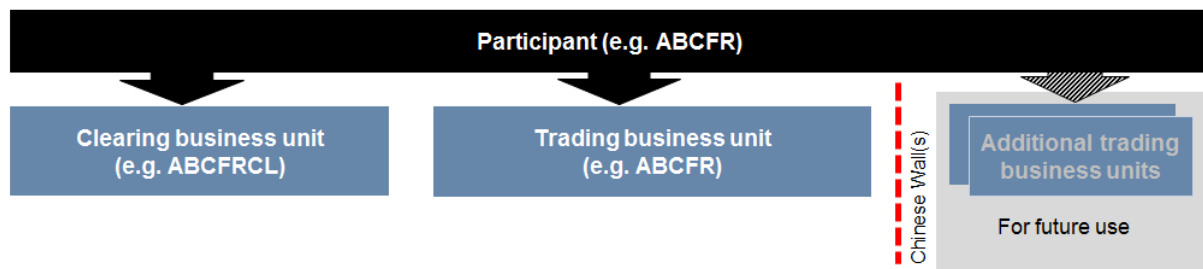 Participant (e.g. ABCFR)
Clearing business unit
(e.g. ABCFRCL)
Trading business unit
(e.g. ABCFR)
Chinese Wall(s)
Additional trading
business units
For future use